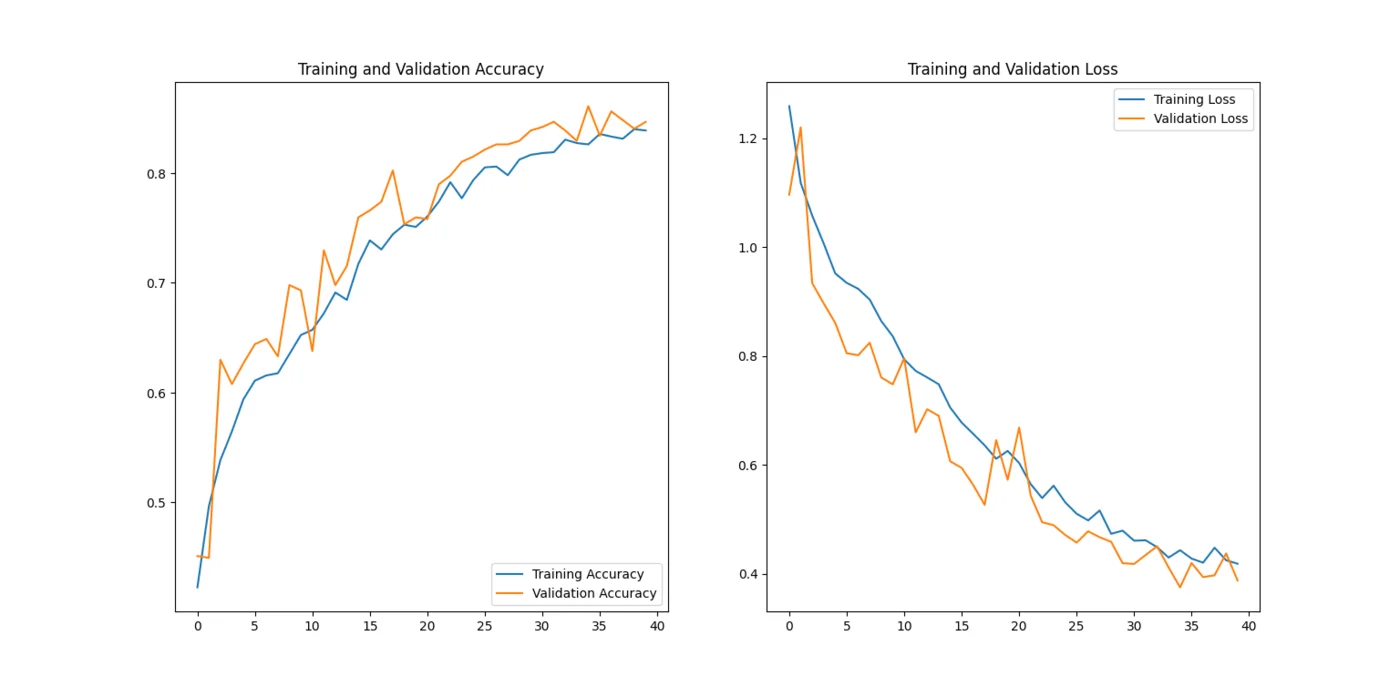 Training and Validation Accuracy
0.8
0.7
0.6
0.5
Training Accuracy
Validation Accuracy
0 5 10 15 20 25 30 35 40
Training and Validation Loss
Training Loss
Validation Loss
1.2
1.0
0.8
0.6
0.4
0 5 10 15 20 25 30 35 40